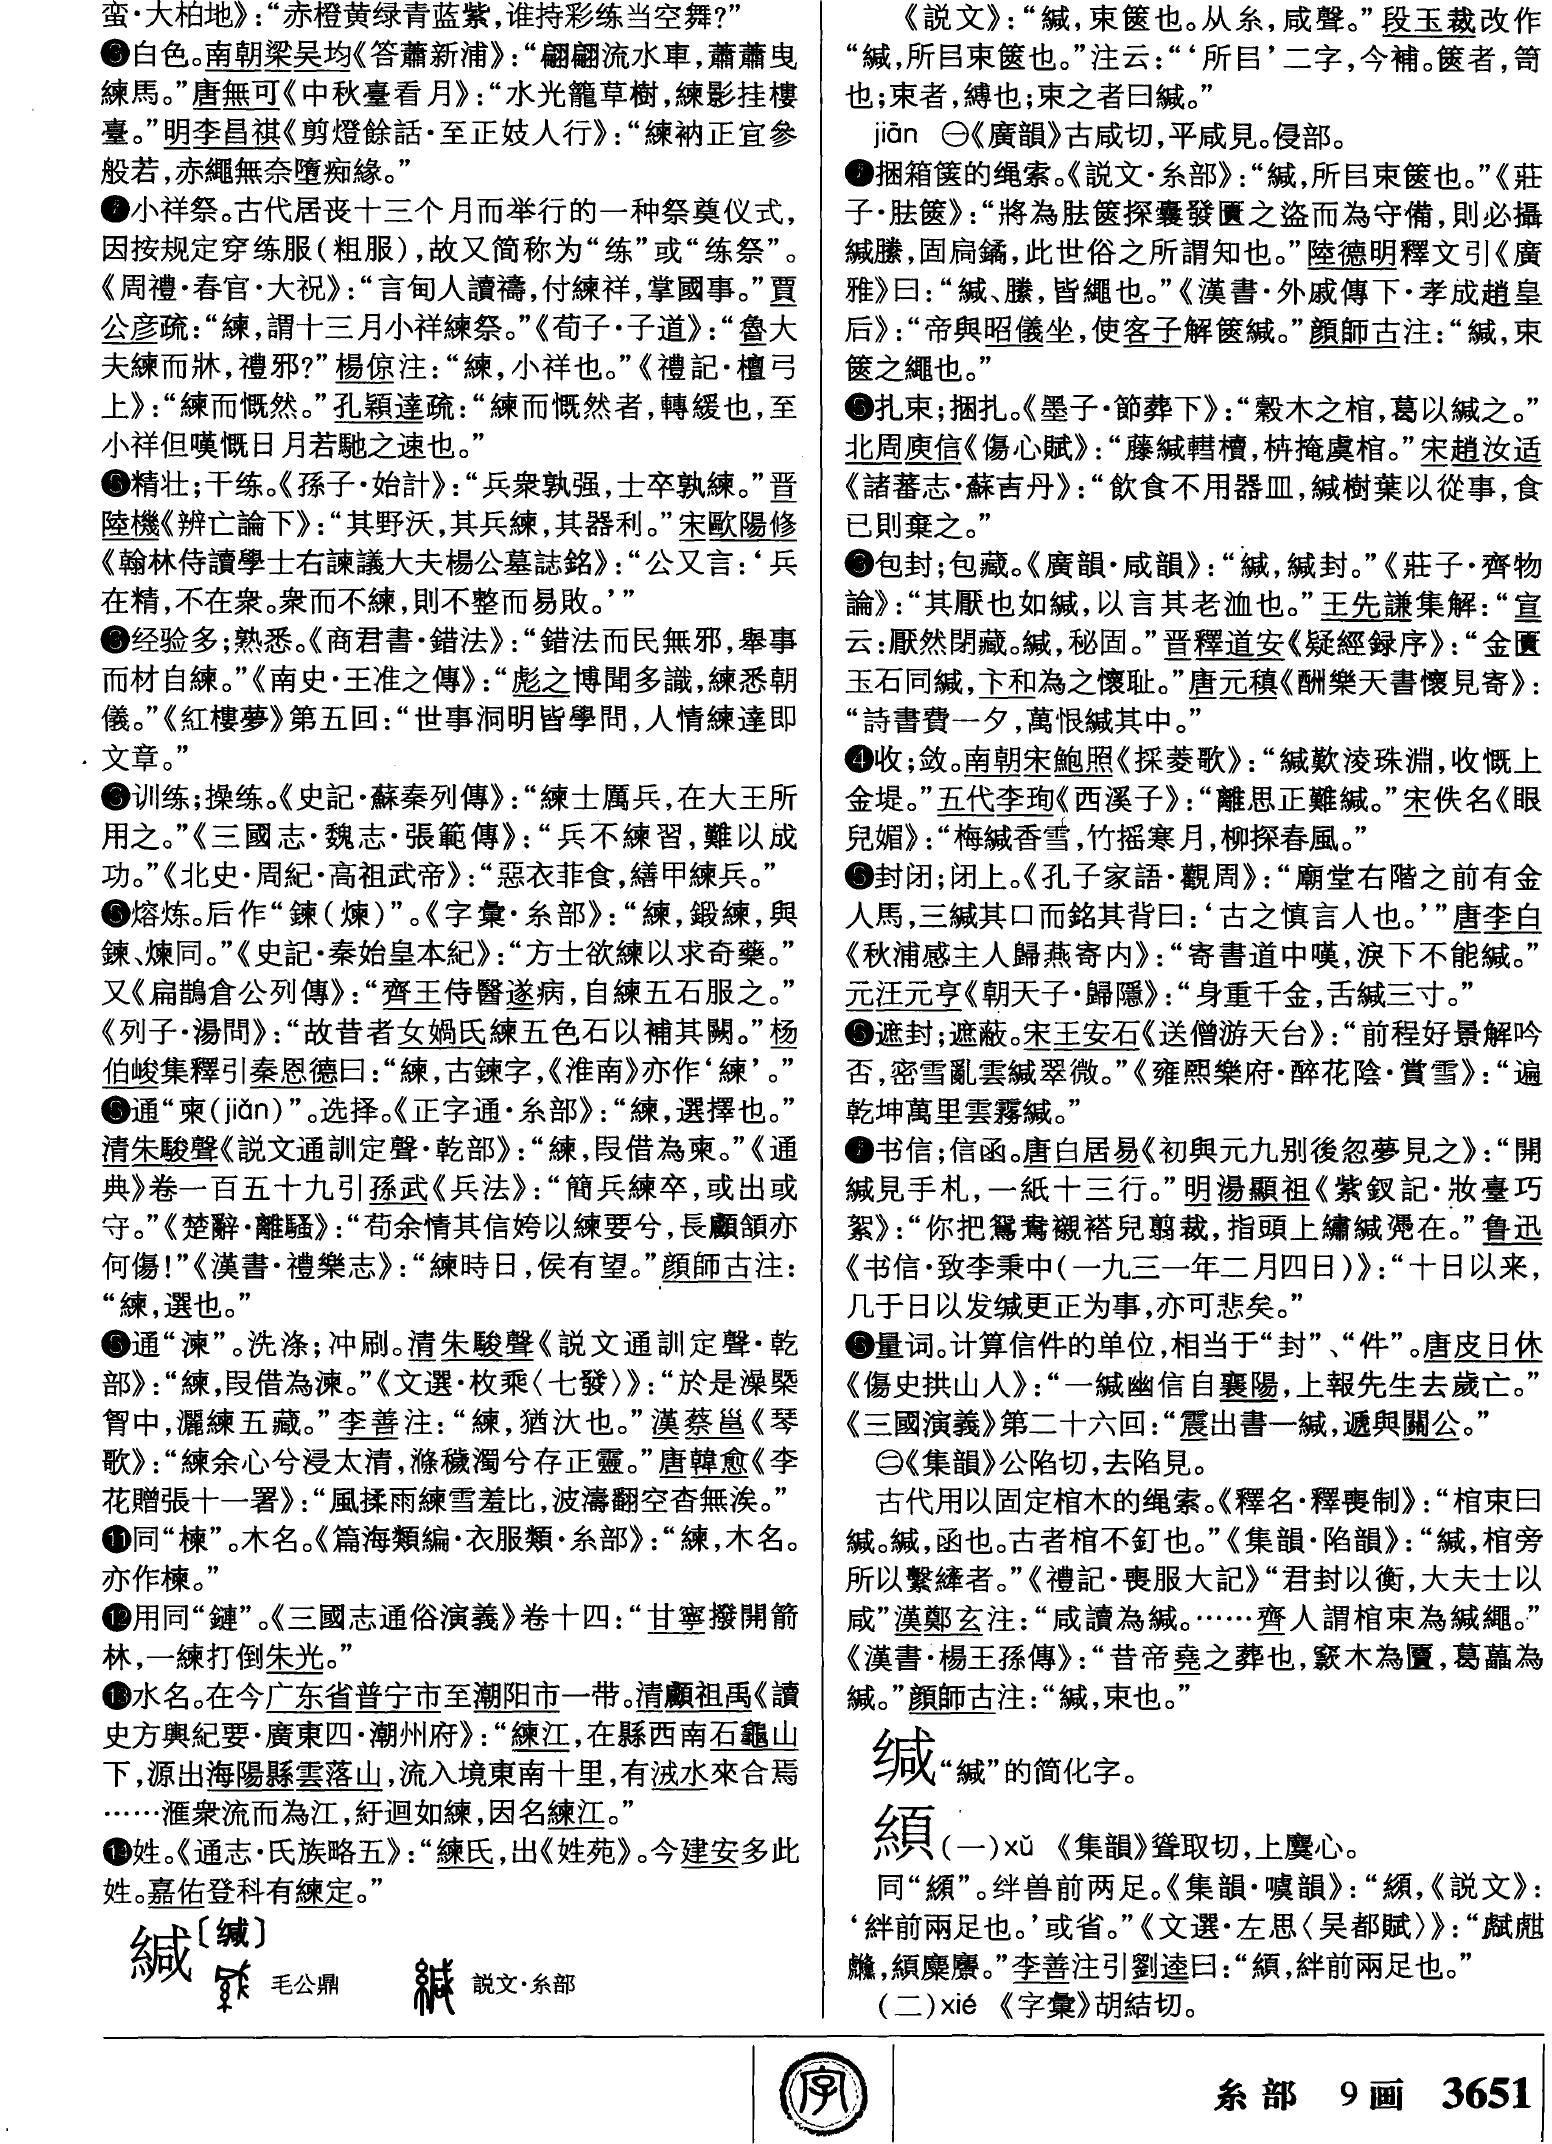 蛮·大柏地》：“赤橙黄绿青蓝紫，谁持彩练当空舞？”
❸白色。南朝梁吴均《答蕭新浦》：“翩翩流水車，蕭蕭曳
練馬。”唐無可《中秋臺看月》：“水光籠草樹，練影挂樓
臺。”明李昌祺《剪燈餘話·至正妓人行》：“練衲正宜參
般若，赤繩無奈墮痴緣。”
❼小祥祭。古代居丧十三个月而举行的一种祭奠仪式，
因按规定穿练服（粗服），故又简称为“练”或“练祭”。
《周禮·春官·大祝》：“言甸人讀禱，付練祥，掌國事。”賈
公彦疏：“練，謂十三月小祥練祭。”《荀子·子道》：“魯大
夫練而牀，禮邪？”楊倞注：“練，小祥也。”《禮記·檀弓
上》：“練而慨然。”孔穎達疏：“練而慨然者，轉緩也，至
小祥但嘆慨日月若馳之速也。”
❺精壮；干练。《孫子·始計》：“兵衆孰强，士卒孰練。”晋
陸機《辨亡論下》：“其野沃，其兵練，其器利。”宋歐陽修
《翰林侍讀學士右諫議大夫楊公墓誌銘》：“公又言：‘兵
在精，不在衆。衆而不練，則不整而易敗。’”
❸经验多；熟悉。《商君書·錯法》：“錯法而民無邪，舉事
而材自練。”《南史·王准之傳》：“彪之博聞多識，練悉朝
儀。”《紅樓夢》第五回：“世事洞明皆學問，人情練達即
文章。”
❸训练；操练。《史記·蘇秦列傳》：“練士厲兵，在大王所
用之。”《三國志·魏志·張範傳》：“兵不練習，難以成
功。”《北史·周紀·高祖武帝》：“惡衣菲食，繕甲練兵。”
❺熔炼。后作“鍊（煉）”。《字彙·糸部》：“練，鍛練，與
鍊、煉同。”《史記·秦始皇本紀》：“方士欲練以求奇藥。”
又《扁鵲倉公列傳》：“齊王侍醫遂病，自練五石服之。”
《列子·湯問》：“故昔者女媧氏練五色石以補其闕。”杨
伯峻集釋引秦恩德曰：“練，古鍊字，《淮南》亦作‘練’。”
❺通“柬（jiǎn）”。选择。《正字通·糸部》：“練，選擇也。”
清朱駿聲《説文通訓定聲·乾部》：“練，叚借為柬。”《通
典》卷一百五十九引孫武《兵法》：“簡兵練卒，或出或
守。”《楚辭·離騷》：“苟余情其信姱以練要兮，長顑頷亦
何傷！”《漢書·禮樂志》：“練時日，侯有望。”顔師古注：
“練，選也。”
❺通“湅”。洗涤；冲刷。清朱駿聲《説文通訓定聲·乾
部》：“練，叚借為湅。”《文選·枚乘〈七發〉》：“於是澡槩
胷中，灑練五藏。”李善注：“練，猶汏也。”漢蔡邕《琴
歌》：“練余心兮浸太清，滌穢濁兮存正靈。”唐韓愈《李
花贈張十一署》：“風揉雨練雪羞比，波濤翻空杳無涘。”
⓫同“楝”。木名。《篇海類編·衣服類·糸部》：“練，木名。
亦作楝。”
⓬用同“鏈”。《三國志通俗演義》卷十四：“甘寧撥開箭
林，一練打倒朱光。”
⓭水名。在今广东省普宁市至潮阳市一带。清顧祖禹《讀
史方輿紀要·廣東四·潮州府》：“練江，在縣西南石龜山
下，源出海陽縣雲落山，流入境東南十里，有㳚水來合焉
……滙衆流而為江，紆迴如練，因名練江。”
⓮姓。《通志·氏族略五》：“練氏，出《姓苑》。今建安多此
姓。嘉佑登科有練定。”
緘〔缄〕
毛公鼎 説文·糸部
《説文》：“緘，束篋也。从糸，咸聲。”段玉裁改作
“緘，所㠯束篋也。”注云：“‘所㠯’二字，今補。篋者，笥
也；束者，縛也；束之者曰緘。”
jiān ㊀《廣韻》古咸切，平咸見。侵部。
❶捆箱箧的绳索。《説文·糸部》：“緘，所㠯束篋也。”《莊
子·胠篋》：“將為胠篋探囊發匱之盜而為守備，則必攝
緘縢，固扃鐍，此世俗之所謂知也。”陸德明釋文引《廣
雅》曰：“緘、縢，皆繩也。”《漢書·外戚傳下·孝成趙皇
后》：“帝與昭儀坐，使客子解篋緘。”顔師古注：“緘，束
篋之繩也。”
❺扎束；捆扎。《墨子·節葬下》：“穀木之棺，葛以緘之。”
北周庾信《傷心賦》：“藤緘轊櫝，枿掩虞棺。”宋趙汝适
《諸蕃志·蘇吉丹》：“飲食不用器皿，緘樹葉以從事，食
已則棄之。”
❸包封；包藏。《廣韻·咸韻》：“緘，緘封。”《莊子·齊物
論》：“其厭也如緘，以言其老洫也。”王先謙集解：“宣
云：厭然閉藏。緘，秘固。”晋釋道安《疑經録序》：“金匱
玉石同緘，卞和為之懷耻。”唐元稹《酬樂天書懷見寄》：
“詩書費一夕，萬恨緘其中。”
❹收；敛。南朝宋鮑照《採菱歌》：“緘歎淩珠淵，收慨上
金堤。”五代李珣《西溪子》：“離思正難緘。”宋佚名《眼
兒媚》：“梅緘香雪，竹摇寒月，柳探春風。”
❺封闭；闭上。《孔子家語·觀周》：“廟堂右階之前有金
人焉，三緘其口而銘其背曰：‘古之慎言人也。’”唐李白
《秋浦感主人歸燕寄内》：“寄書道中嘆，淚下不能緘。”
元汪元亨《朝天子·歸隱》：“身重千金，舌緘三寸。”
❺遮封；遮蔽。宋王安石《送僧游天台》：“前程好景解吟
否，密雪亂雲緘翠微。”《雍熙樂府·醉花陰·賞雪》：“遍
乾坤萬里雲霧緘。”
❼书信；信函。唐白居易《初與元九别後忽夢見之》：“開
緘見手札，一紙十三行。”明湯顯祖《紫釵記·妝臺巧
絮》：“你把鴛鴦襯褡兒翦裁，指頭上繡緘凴在。”鲁迅
《书信·致李秉中（一九三一年二月四日）》：“十日以来，
几于日以发缄更正为事，亦可悲矣。”
❺量词。计算信件的单位，相当于“封”、“件”。唐皮日休
《傷史拱山人》：“一緘幽信自襄陽，上報先生去歲亡。”
《三國演義》第二十六回：“震出書一緘，遞與關公。”
㊁《集韻》公陷切，去陷見。
古代用以固定棺木的绳索。《釋名·釋喪制》：“棺束曰
緘。緘，函也。古者棺不釘也。”《集韻·陷韻》：“緘，棺旁
所以繫繂者。”《禮記·喪服大記》“君封以衡，大夫士以
咸”漢鄭玄注：“咸讀為緘。……齊人謂棺束為緘繩。”
《漢書·楊王孫傳》：“昔帝堯之葬也，窾木為匵，葛藟為
緘。”顔師古注：“緘，束也。”
缄“緘”的简化字。
䋶（一）xǔ 《集韻》聳取切，上麌心。
同“䋶”。绊兽前两足。《集韻·噳韻》：“䋶，《説文》：
‘絆前兩足也。’或省。”《文選·左思〈吴都賦〉》：“
䋶麋麖。”李善注引劉逵曰：“䋶，絆前兩足也。”
（二）xié 《字彙》胡結切。
字
糸部 9画 3651